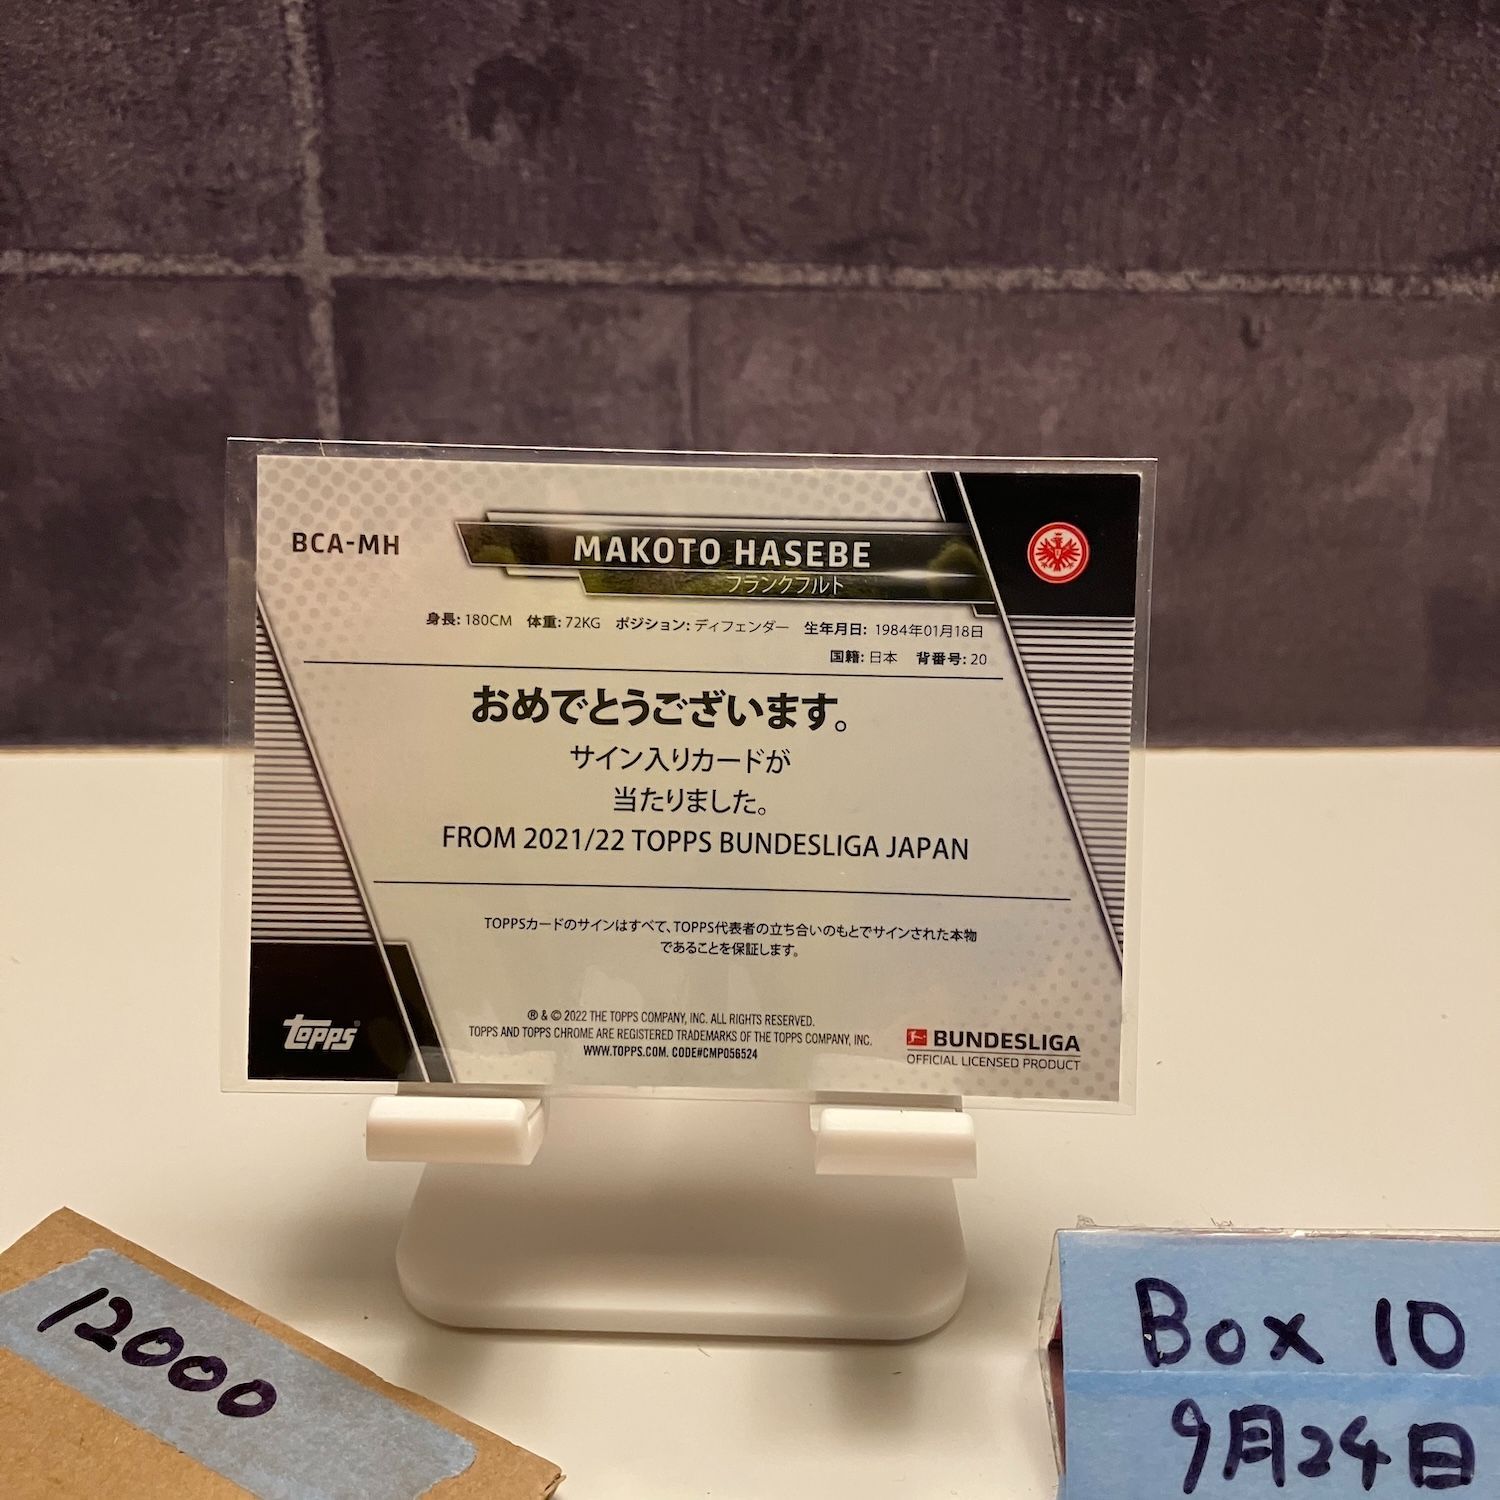 BCA-MH
MAKOTO HASEBE
フランクフルト
身長: 180CM 体重: 72KG ポジション: ディフェンダー 生年月日: 1984年01月18日
国籍: 日本 背番号: 20
おめでとうございます。
サイン入りカードが
当たりました。
FROM 2021/22 TOPPS BUNDESLIGA JAPAN
TOPPSカードのサインはすべて、TOPPS代表者の立ち合いのもとでサインされた本物
であることを保証します。
® & © 2022 THE TOPPS COMPANY, INC. ALL RIGHTS RESERVED.
TOPPS AND TOPPS CHROME ARE REGISTERED TRADEMARKS OF THE TOPPS COMPANY, INC.
WWW.TOPPS.COM. CODE#CMP056524
topps®
BUNDESLIGA
OFFICIAL LICENSED PRODUCT
12000
Box 10
9月24日